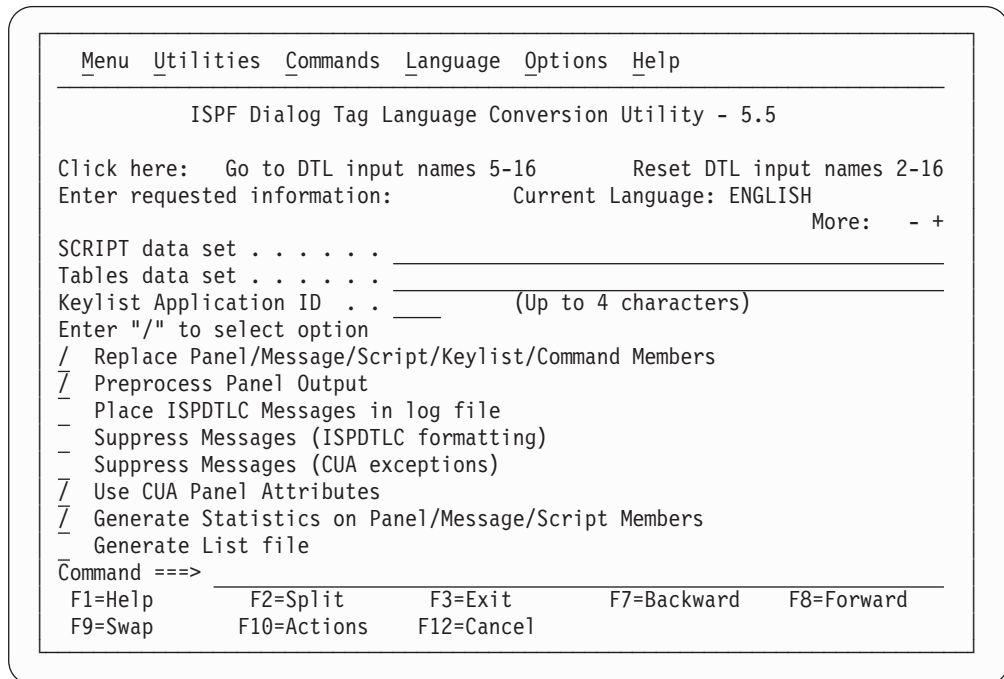 Menu Utilities Commands Language Options Help
ISPF Dialog Tag Language Conversion Utility - 5.5
Click here: Go to DTL input names 5-16 Reset DTL input names 2-16
Enter requested information: Current Language: ENGLISH
More: - +
SCRIPT data set . . . . . .
Tables data set . . . . . .
Keylist Application ID . . (Up to 4 characters)
Enter "/" to select option
/ Replace Panel/Message/Script/Keylist/Command Members
/ Preprocess Panel Output
_ Place ISPDTLC Messages in log file
_ Suppress Messages (ISPDTLC formatting)
_ Suppress Messages (CUA exceptions)
/ Use CUA Panel Attributes
/ Generate Statistics on Panel/Message/Script Members
_ Generate List file
Command ===>
F1=Help F2=Split F3=Exit F7=Backward F8=Forward
F9=Swap F10=Actions F12=Cancel